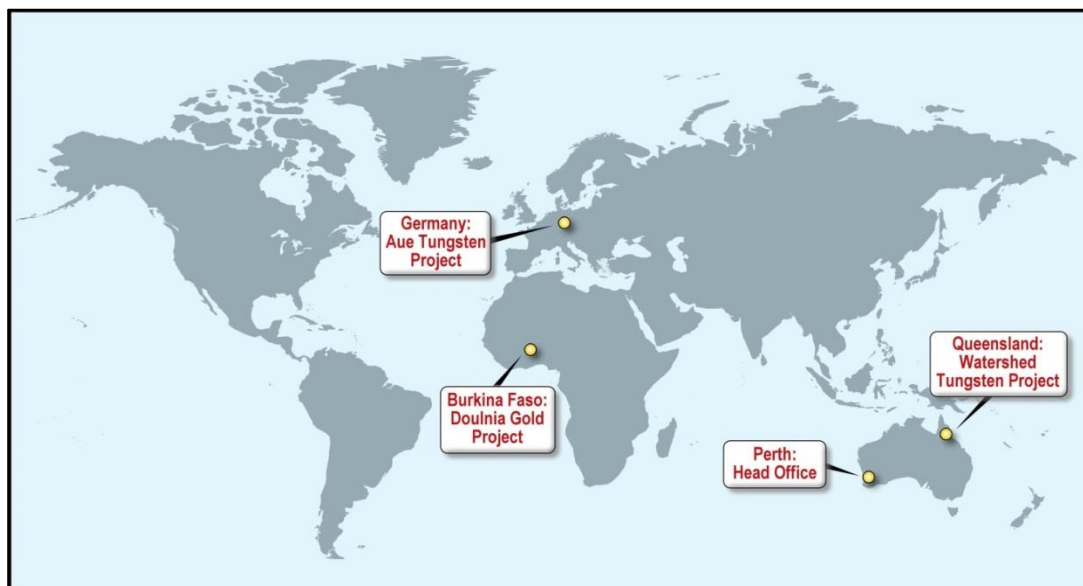 Germany:
Aue Tungsten
Project
Queensland:
Watershed
Tungsten Project
Burkina Faso:
Doulnia Gold
Project
Perth:
Head Office